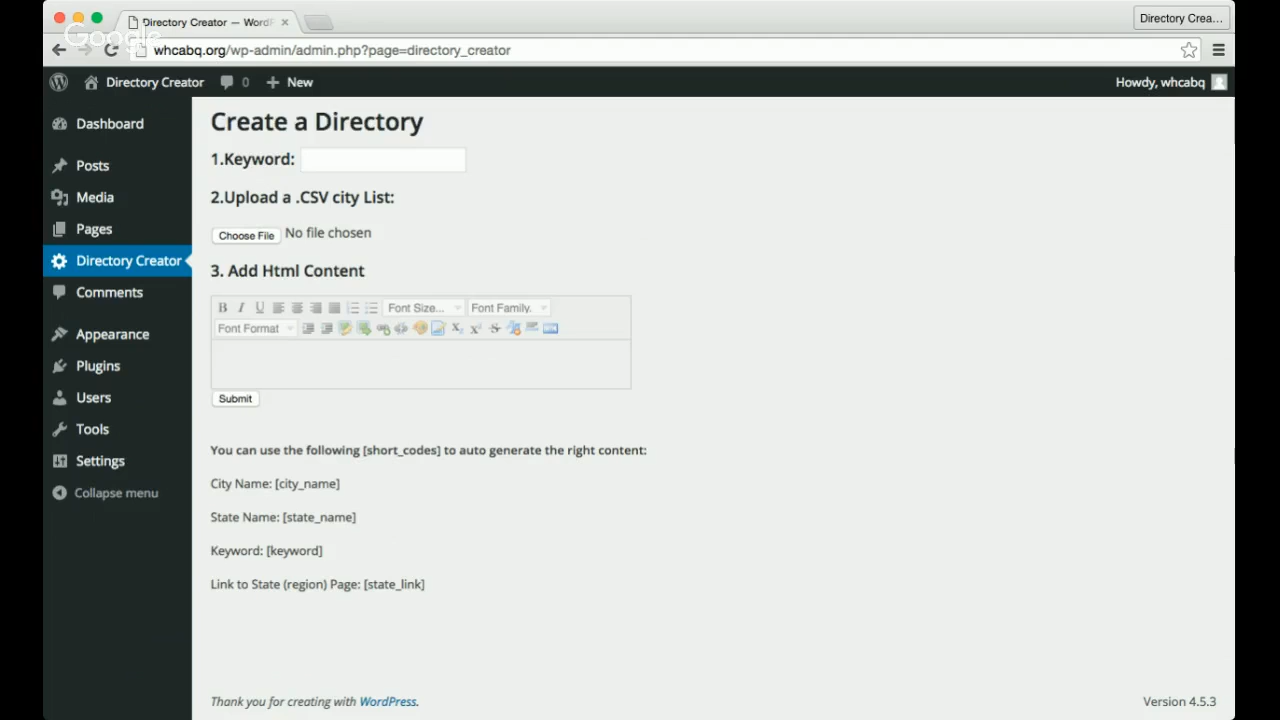 Directory Creator — WordP
Directory Crea...
Google
whcabq.org/wp-admin/admin.php?page=directory_creator
Directory Creator 0 New
Howdy, whcabq
Dashboard
Posts
Media
Pages
Directory Creator
Comments
Appearance
Plugins
Users
Tools
Settings
Collapse menu
Create a Directory
1.Keyword:
2.Upload a .CSV city List:
Choose File No file chosen
3. Add Html Content
B I U Font Size... Font Family.
Font Format
Submit
You can use the following [short_codes] to auto generate the right content:
City Name: [city_name]
State Name: [state_name]
Keyword: [keyword]
Link to State (region) Page: [state_link]
Thank you for creating with WordPress.
Version 4.5.3